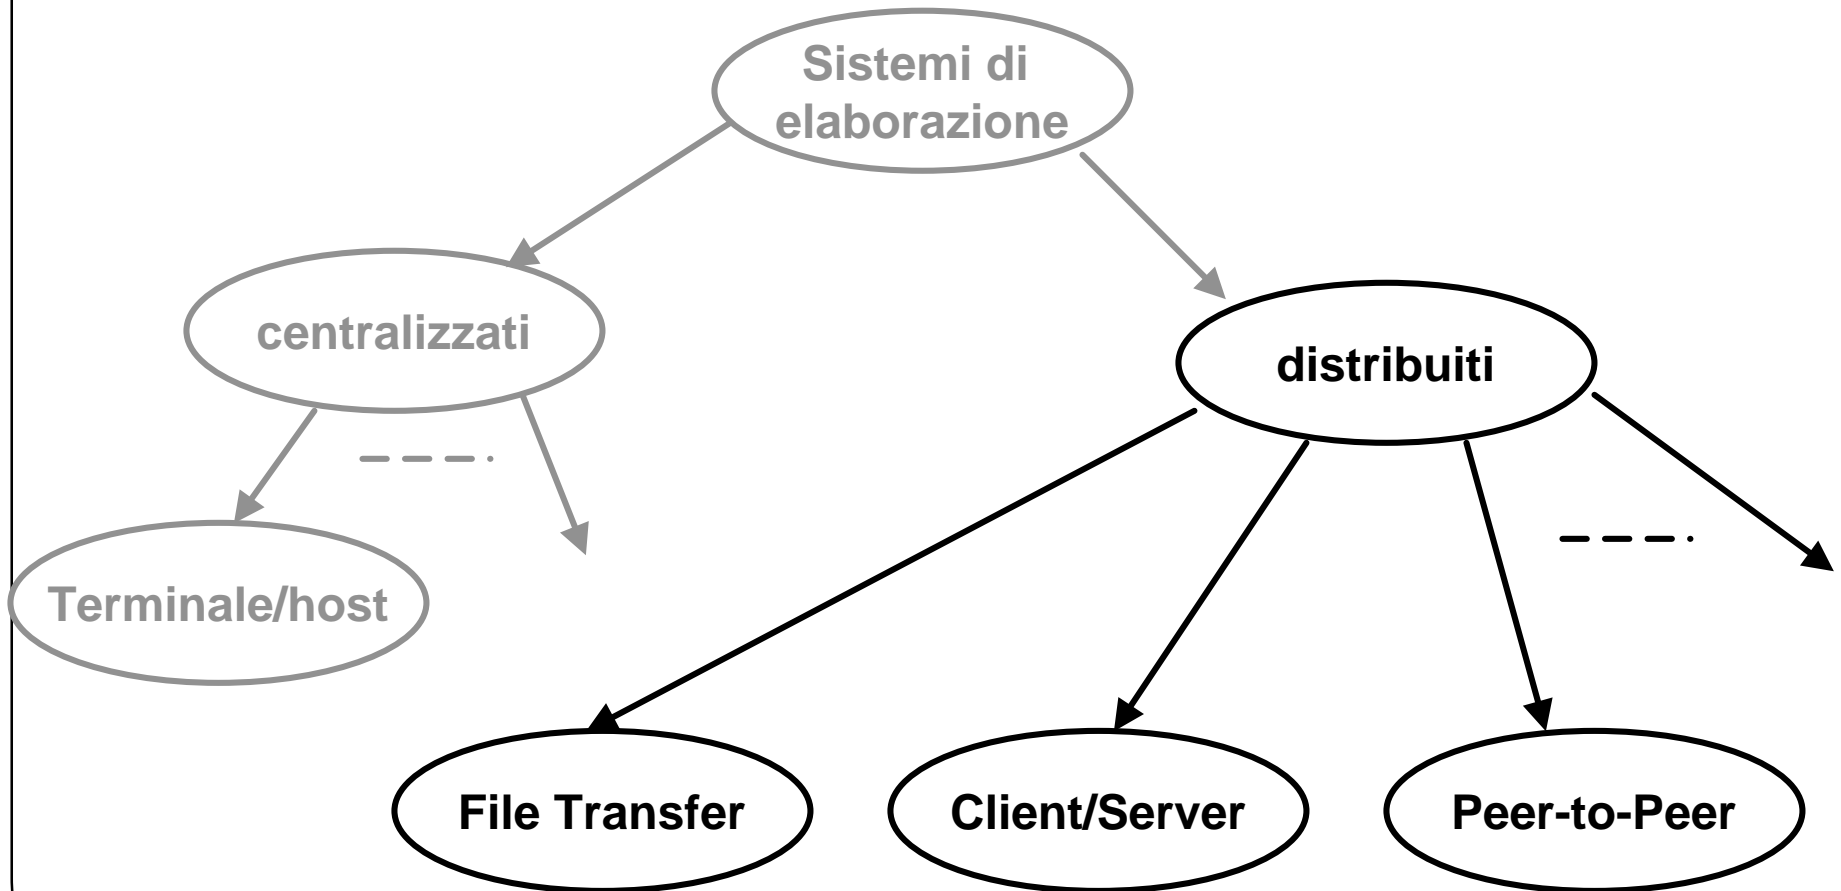 Sistemi di
elaborazione
centralizzati
distribuiti
Terminale/host
File Transfer
Client/Server
Peer-to-Peer